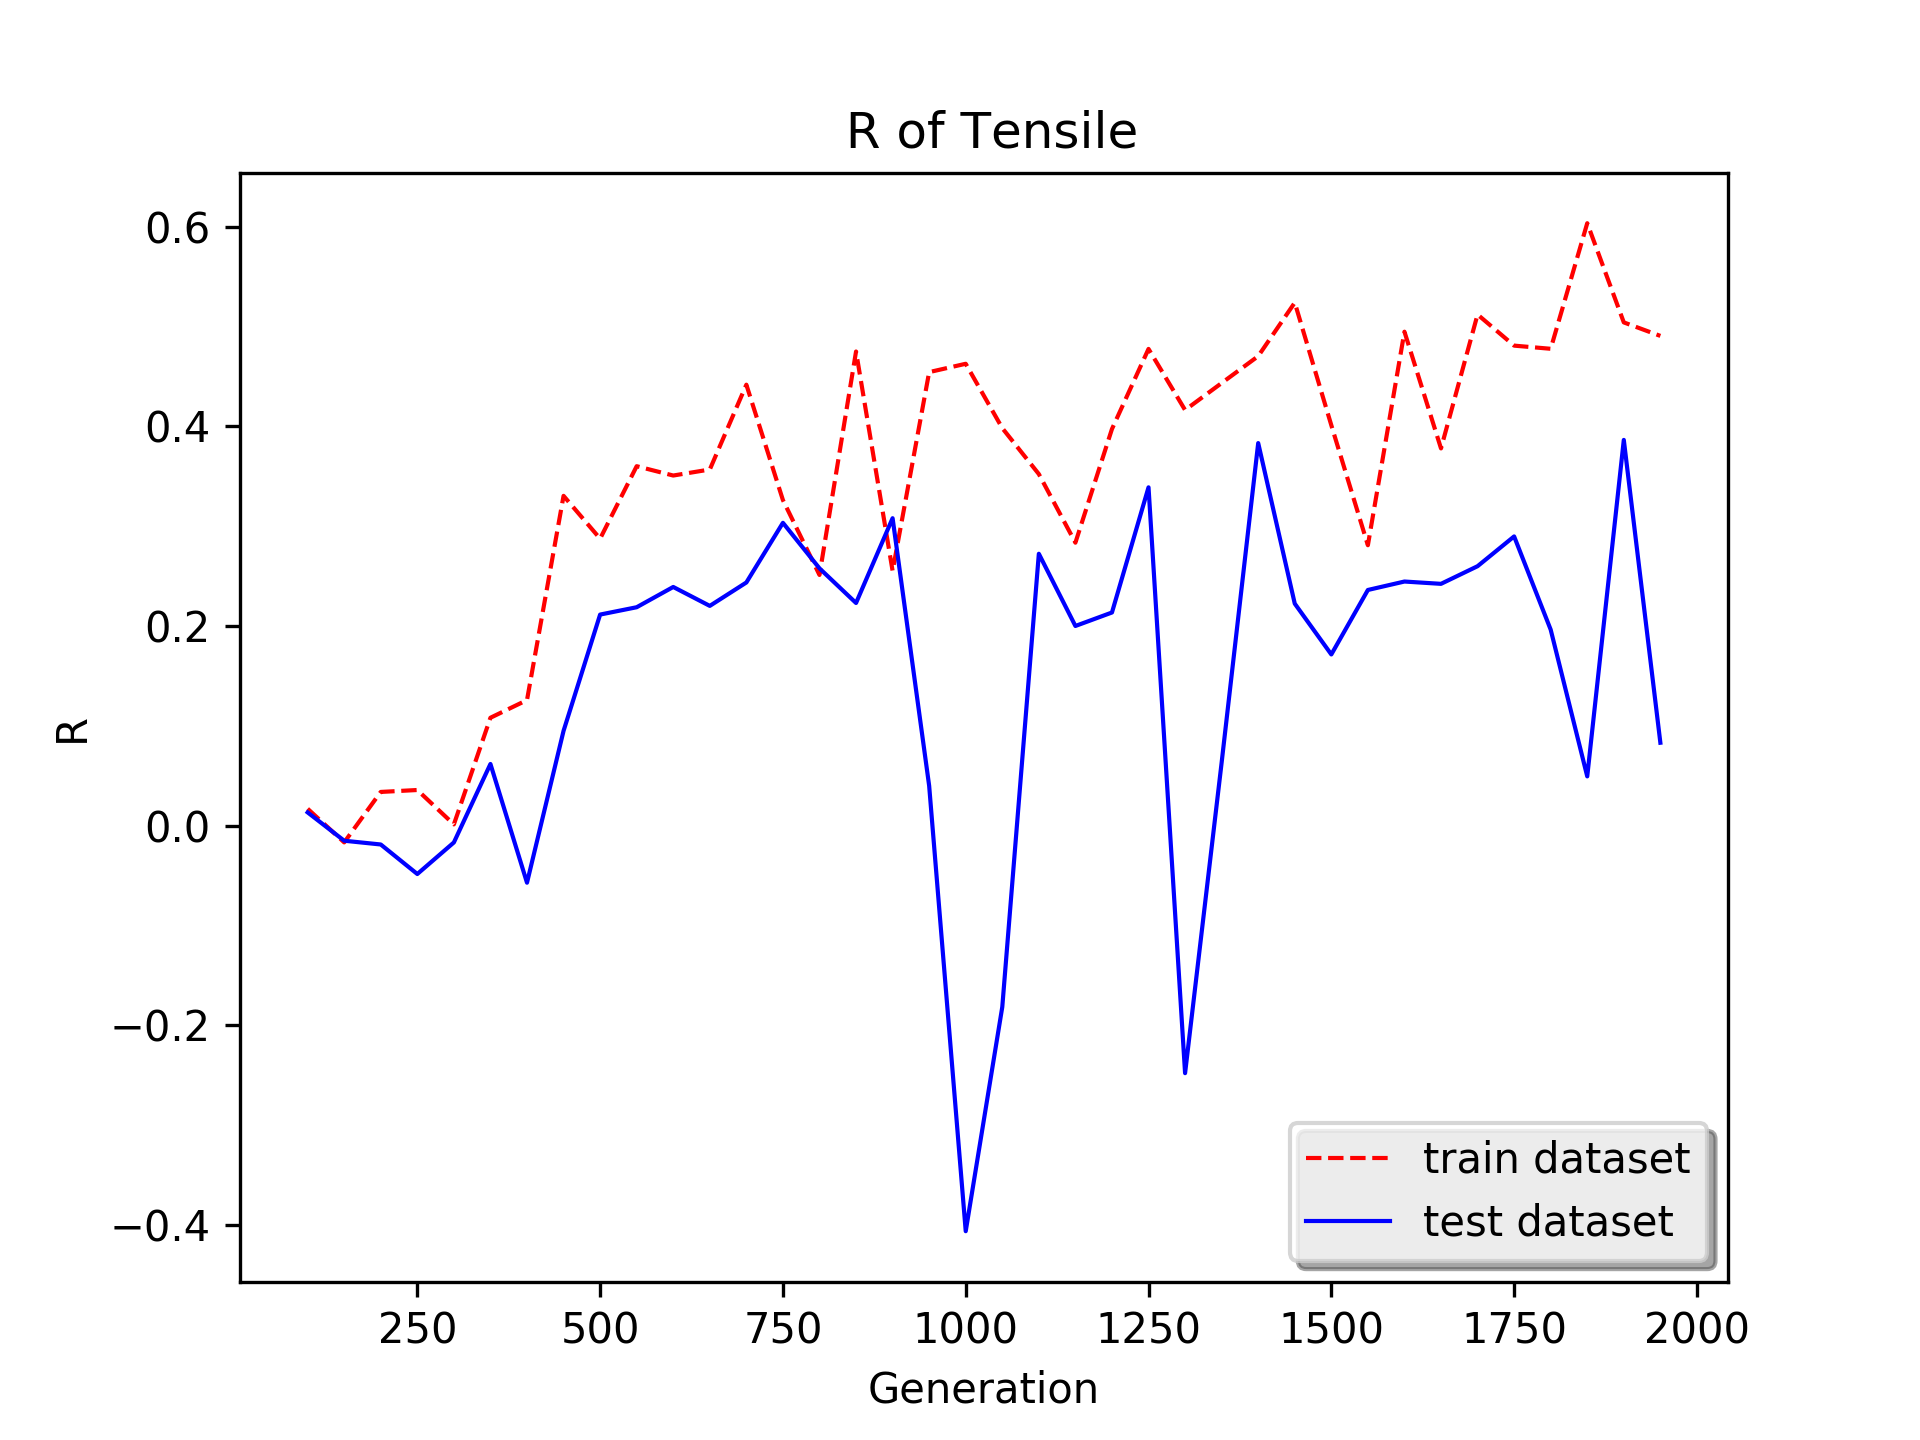 R of Tensile
0.6
0.4
0.2
0.0
−0.2
−0.4
R
250 500 750 1000 1250 1500 1750 2000
Generation
train dataset
test dataset